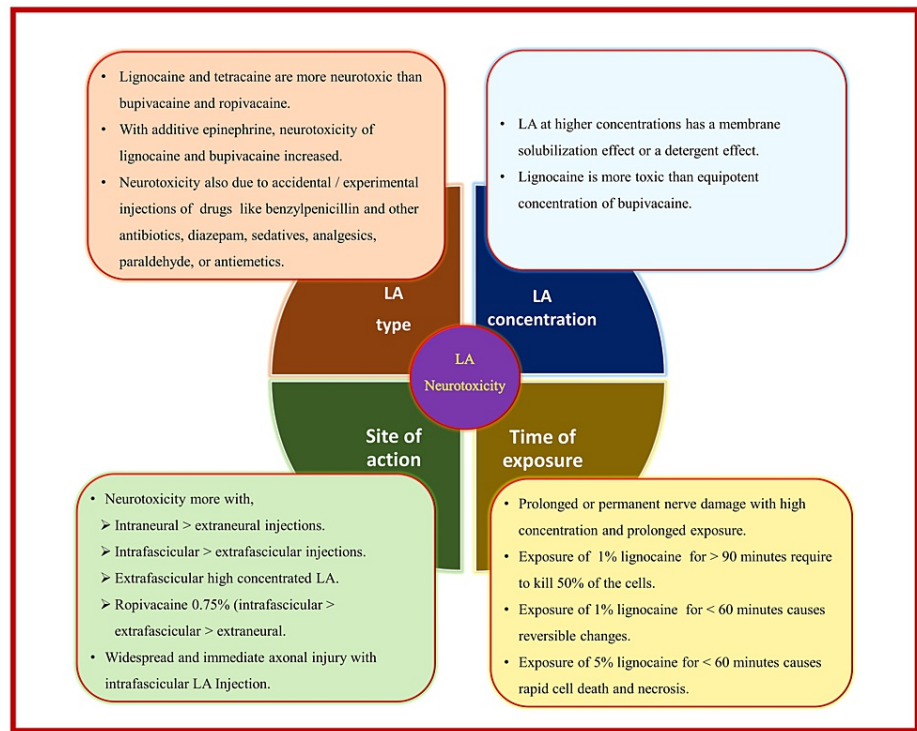 • Lignocaine and tetracaine are more neurotoxic than
bupivacaine and ropivacaine.
• With additive epinephrine, neurotoxicity of
lignocaine and bupivacaine increased.
• Neurotoxicity also due to accidental / experimental
injections of drugs like benzylpenicillin and other
antibiotics, diazepam, sedatives, analgesics,
paraldehyde, or antiemetics.
• LA at higher concentrations has a membrane
solubilization effect or a detergent effect.
• Lignocaine is more toxic than equipotent
concentration of bupivacaine.
LA
type
LA
concentration
LA
Neurotoxicity
Site of
action
Time of
exposure
• Neurotoxicity more with,
➢ Intraneural > extraneural injections.
➢ Intrafascicular > extrafascicular injections.
➢ Extrafascicular high concentrated LA.
➢ Ropivacaine 0.75% (intrafascicular >
extrafascicular > extraneural.
• Widespread and immediate axonal injury with
intrafascicular LA Injection.
• Prolonged or permanent nerve damage with high
concentration and prolonged exposure.
• Exposure of 1% lignocaine for > 90 minutes require
to kill 50% of the cells.
• Exposure of 1% lignocaine for < 60 minutes causes
reversible changes.
• Exposure of 5% lignocaine for < 60 minutes causes
rapid cell death and necrosis.